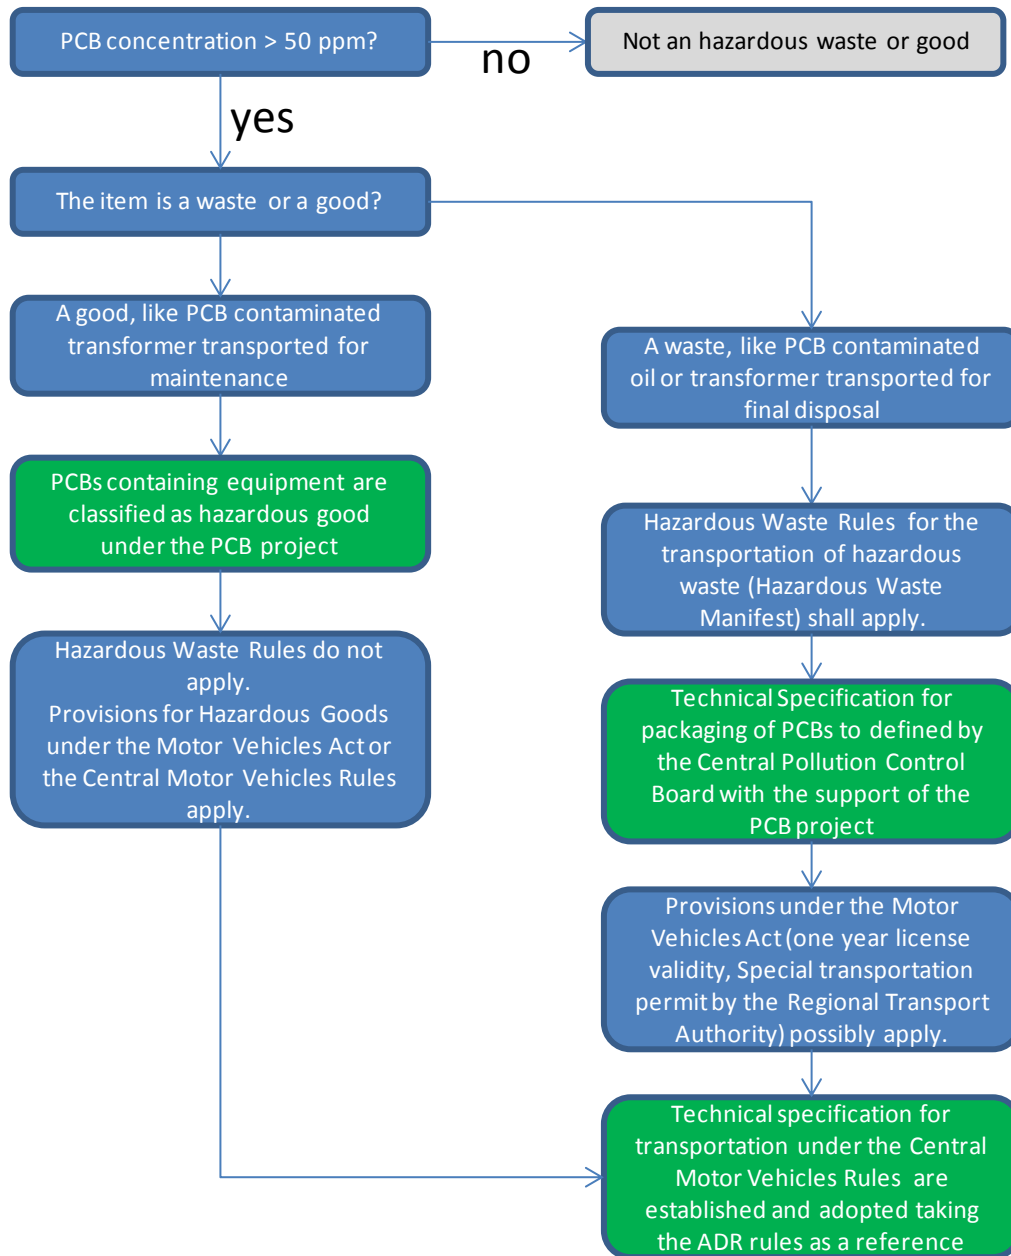 PCB concentration > 50 ppm?
no
Not an hazardous waste or good
yes
The item is a waste or a good?
A good, like PCB contaminated
transformer transported for
maintenance
PCBs containing equipment are
classified as hazardous good
under the PCB project
Hazardous Waste Rules do not
apply.
Provisions for Hazardous Goods
under the Motor Vehicles Act or
the Central Motor Vehicles Rules
apply.
A waste, like PCB contaminated
oil or transformer transported for
final disposal
Hazardous Waste Rules for the
transportation of hazardous
waste (Hazardous Waste
Manifest) shall apply.
Technical Specification for
packaging of PCBs to defined by
the Central Pollution Control
Board with the support of the
PCB project
Provisions under the Motor
Vehicles Act (one year license
validity, Special transportation
permit by the Regional Transport
Authority) possibly apply.
Technical specification for
transportation under the Central
Motor Vehicles Rules are
established and adopted taking
the ADR rules as a reference